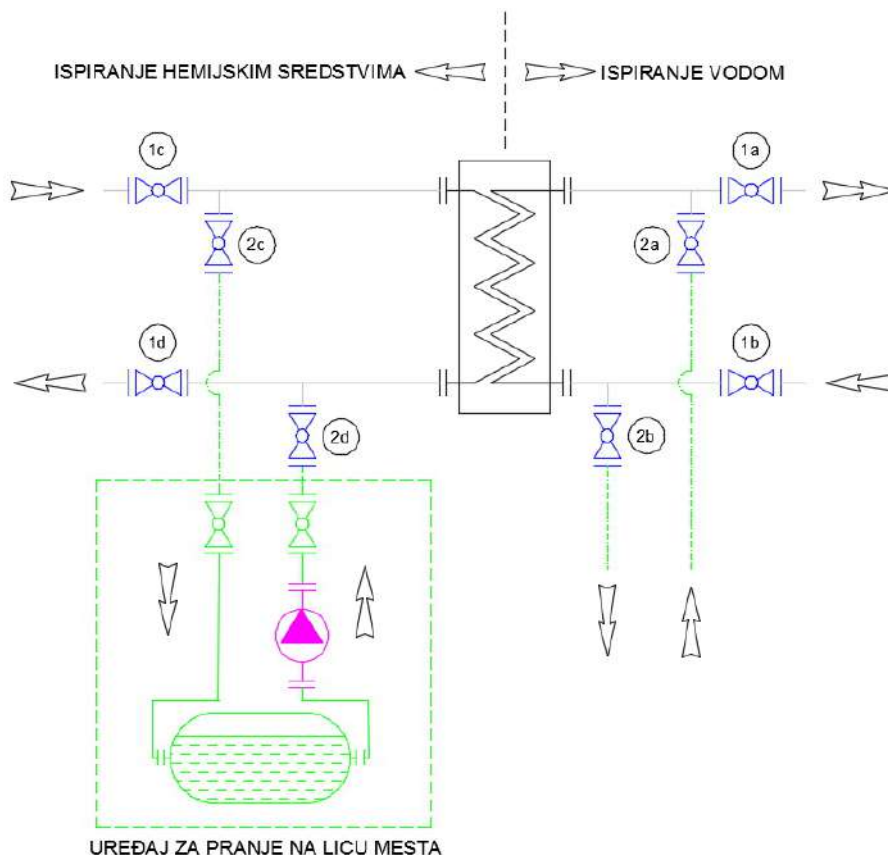 ISPIRANJE HEMIJSKIM SREDSTVIMA
ISPIRANJE VODOM
1c
1a
2c
2a
1d
1b
2d
2b
UREĐAJ ZA PRANJE NA LICU MESTA